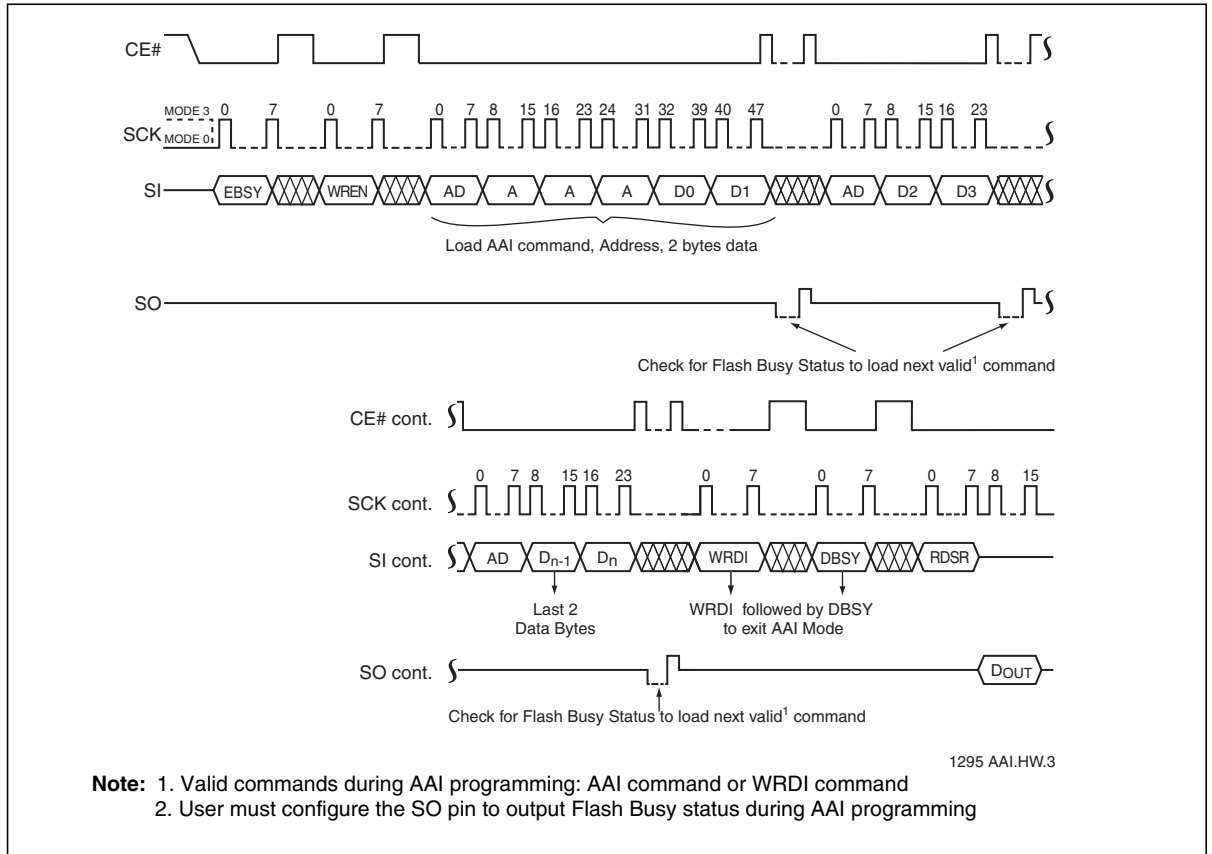 CE#
MODE 3
0 7 0 7 0 7 8 15 16 23 24 31 32 39 40 47 0 7 8 15 16 23
SCK
MODE 0
SI EBSY WREN AD A A A D0 D1 AD D2 D3
Load AAI command, Address, 2 bytes data
SO
Check for Flash Busy Status to load next valid1 command
CE# cont.
0 7 8 15 16 23 0 7 0 7 0 7 8 15
SCK cont.
SI cont. AD Dn-1 Dn WRDI DBSY RDSR
Last 2
Data Bytes
WRDI followed by DBSY
to exit AAI Mode
SO cont. DOUT
Check for Flash Busy Status to load next valid1 command
1295 AAI.HW.3
Note: 1. Valid commands during AAI programming: AAI command or WRDI command
2. User must configure the SO pin to output Flash Busy status during AAI programming